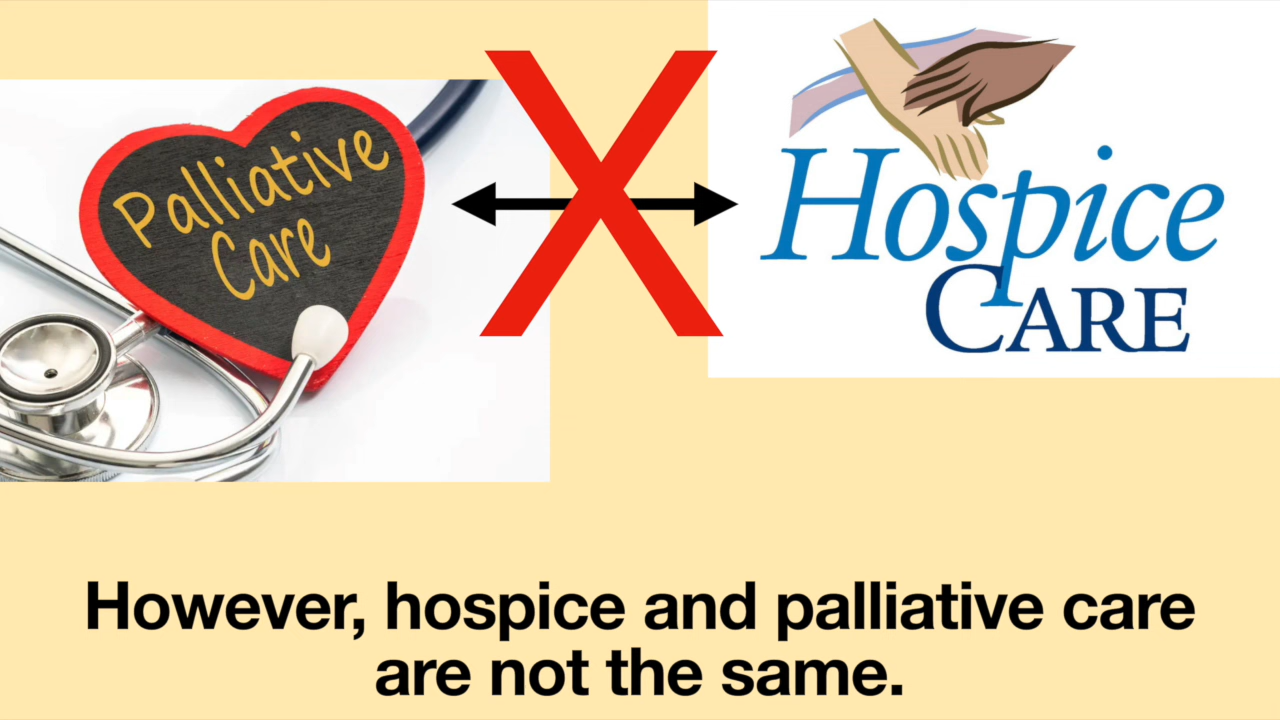 Palliative
Care
X
Hospice
CARE
However, hospice and palliative care
are not the same.